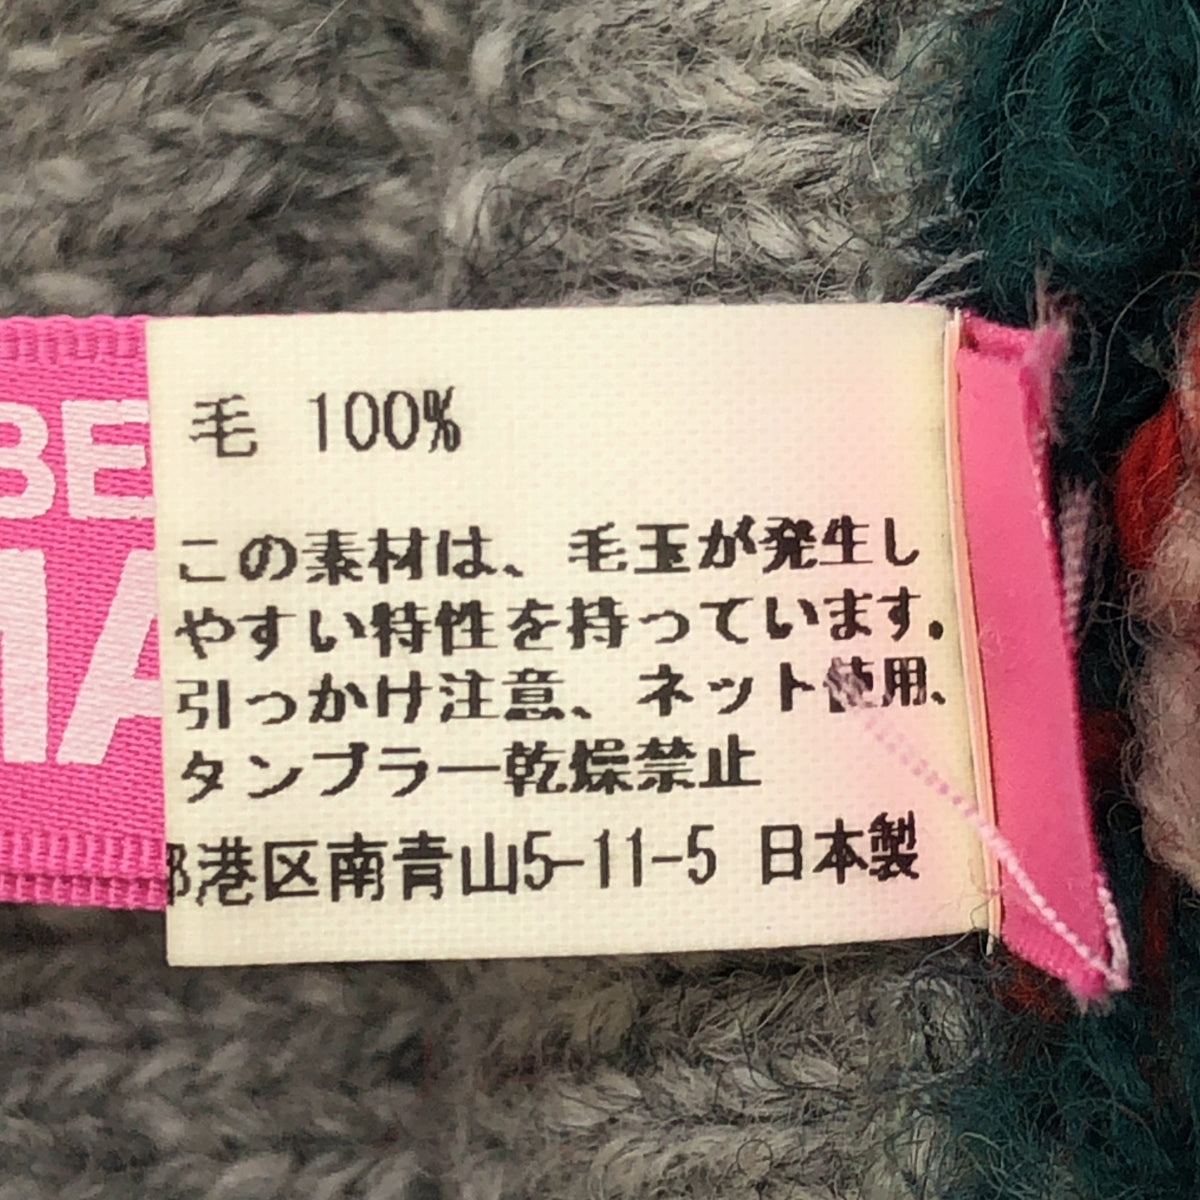 BE
毛 100%
この素材は、毛玉が発生し
やすい特性を持っています.
引っかけ注意、ネット使用、
タンブラー乾燥禁止
都港区南青山5-11-5 日本製